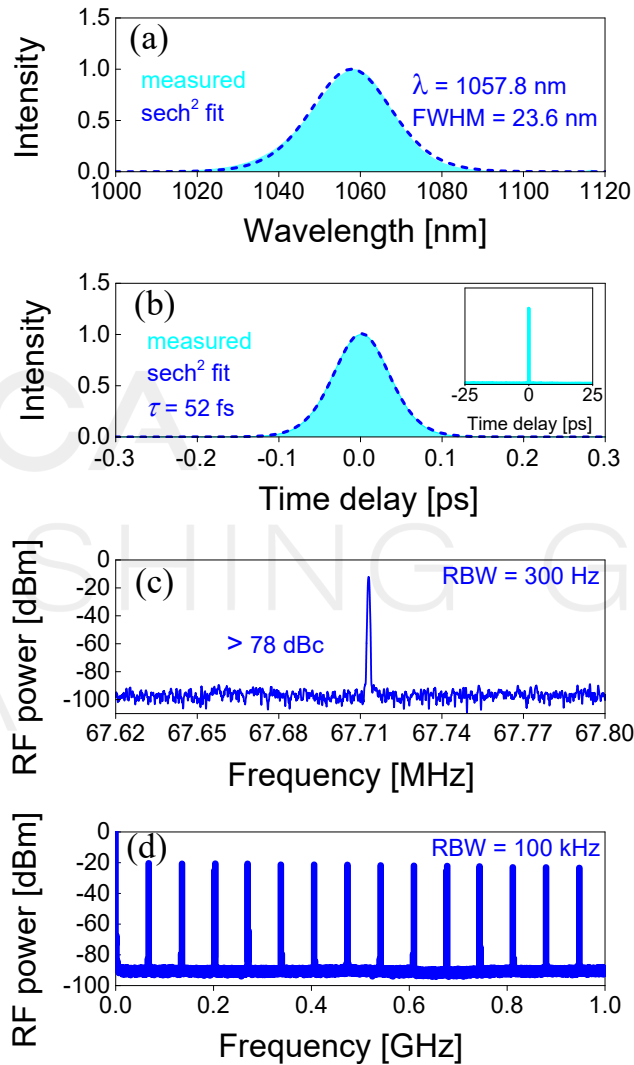 1.5
(a)
1.0
measured
λ = 1057.8 nm
sech² fit
FWHM = 23.6 nm
0.5
Intensity
0.0
1000 1020 1040 1060 1080 1100 1120
Wavelength [nm]
1.5
(b)
1.0
measured
sech² fit
0.5
τ = 52 fs
Intensity
-25 0 25
Time delay [ps]
0.0
-0.3 -0.2 -0.1 0.0 0.1 0.2 0.3
Time delay [ps]
CA
SHING G
A
0
(c)
RBW = 300 Hz
-20
-40
-60
> 78 dBc
-80
-100
RF power [dBm]
67.62 67.65 67.68 67.71 67.74 67.77 67.80
Frequency [MHz]
0
(d)
RBW = 100 kHz
-20
-40
-60
-80
-100
RF power [dBm]
0.0 0.2 0.4 0.6 0.8 1.0
Frequency [GHz]